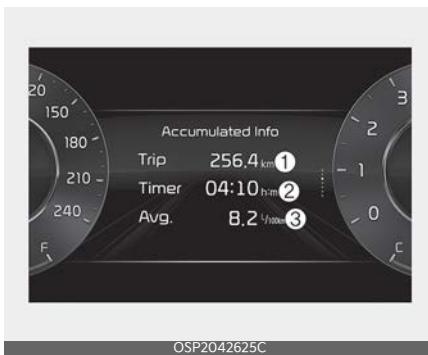 Accumulated Info
Trip 256.4 km ①
Timer 04:10 h:m ②
Avg. 8.2 L/100km ③
20
150
180
210
240
F
3
2
1
0
C
OSP2042625C